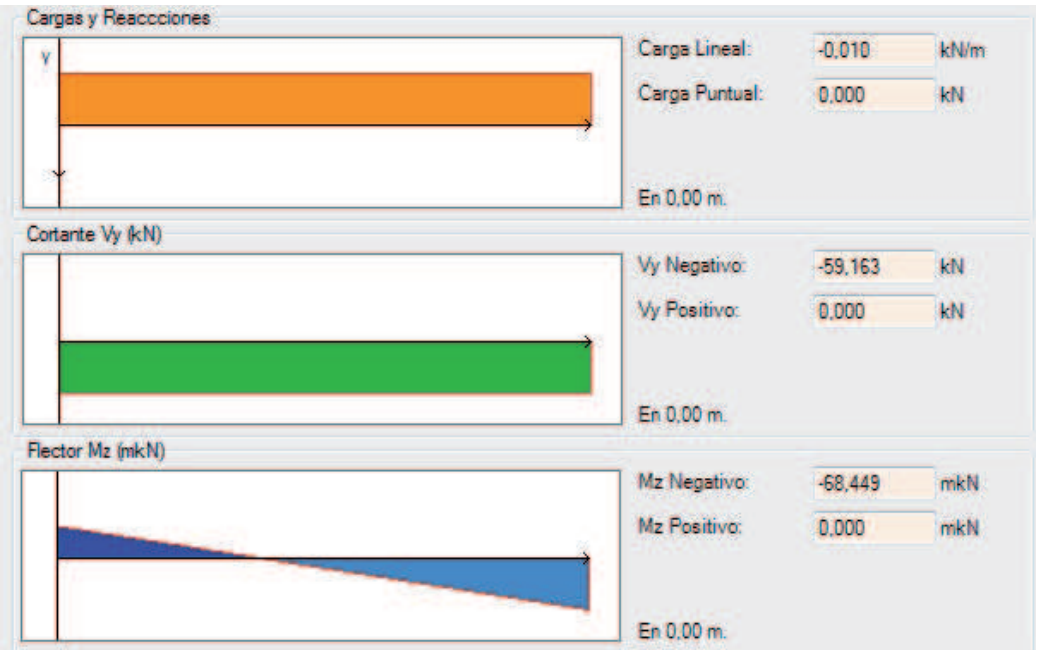 Cargas y Reaccciones
Y
Carga Lineal: -0,010 kN/m
Carga Puntual: 0,000 kN
En 0,00 m.
Cortante Vy (kN)
Vy Negativo: -59,163 kN
Vy Positivo: 0,000 kN
En 0,00 m.
Flector Mz (mkN)
Mz Negativo: -68,449 mkN
Mz Positivo: 0,000 mkN
En 0,00 m.